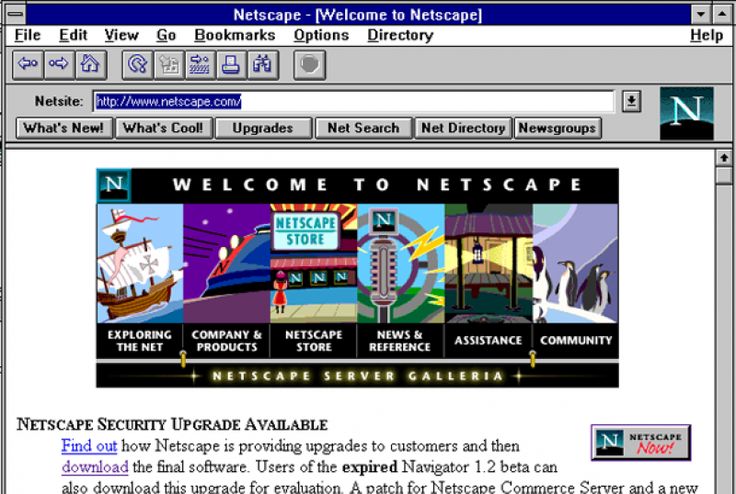 Netscape - [Welcome to Netscape]
File Edit View Go Bookmarks Options Directory Help
Netsite: http://www.netscape.com/
N
What's New! What's Cool! Upgrades Net Search Net Directory Newsgroups
N WELCOME TO NETSCAPE
NETSCAPE
STORE
N
N N N
EXPLORING
THE NET
COMPANY &
PRODUCTS
NETSCAPE
STORE
NEWS &
REFERENCE
ASSISTANCE
COMMUNITY
NETSCAPE SERVER GALLERIA
NETSCAPE SECURITY UPGRADE AVAILABLE
Find out how Netscape is providing upgrades to customers and then
download the final software. Users of the expired Navigator 1.2 beta can
also download this upgrade for evaluation. A patch for Netscape Commerce Server and a new
N NETSCAPE
Now!